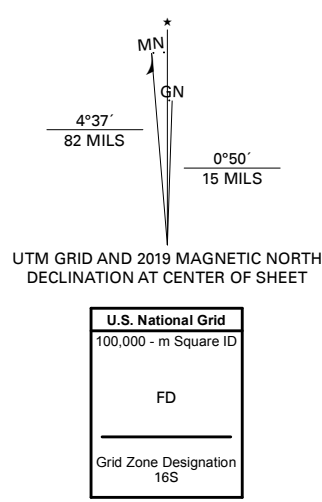 ★
MN
GN
4°37´
82 MILS
0°50´
15 MILS
UTM GRID AND 2019 MAGNETIC NORTH
DECLINATION AT CENTER OF SHEET
U.S. National Grid
100,000 - m Square ID
FD
Grid Zone Designation
16S